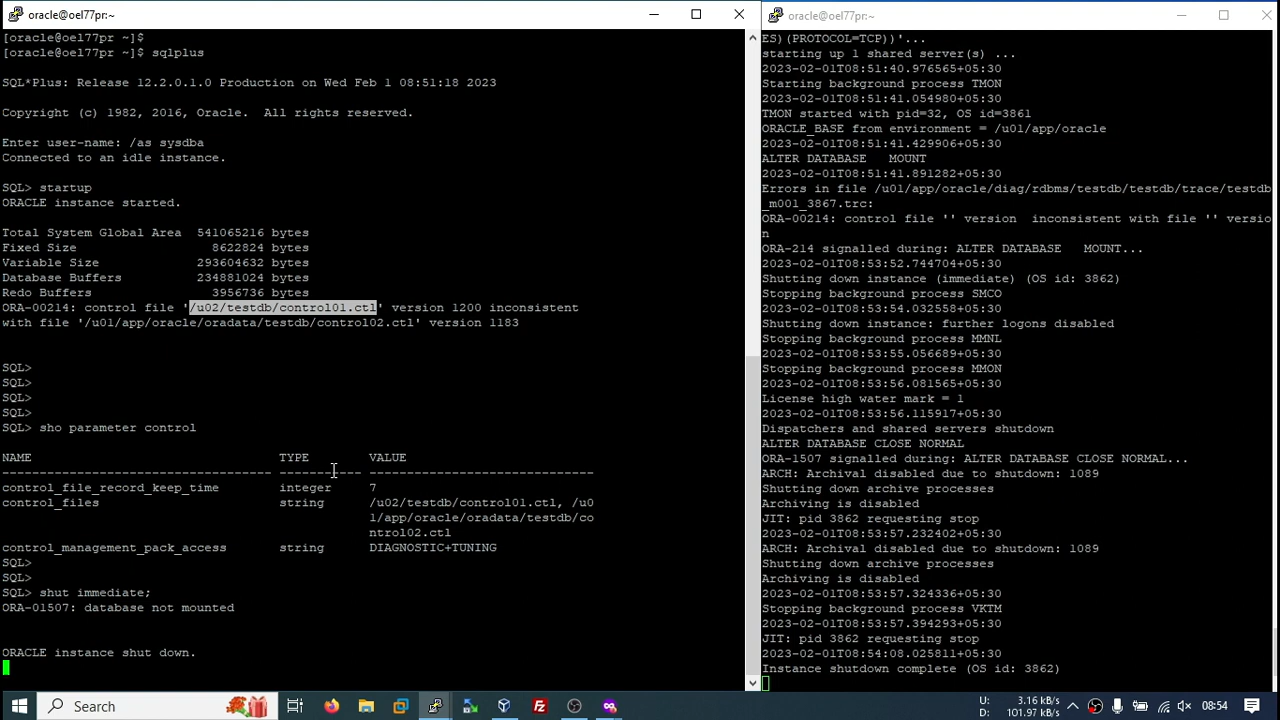 oracle@oel77pr:~
[oracle@oel77pr ~]$
[oracle@oel77pr ~]$ sqlplus
SQL*Plus: Release 12.2.0.1.0 Production on Wed Feb 1 08:51:18 2023
Copyright (c) 1982, 2016, Oracle.  All rights reserved.
Enter user-name: /as sysdba
Connected to an idle instance.
SQL> startup
ORACLE instance started.
Total System Global Area  541065216 bytes
Fixed Size                  8622824 bytes
Variable Size             293604632 bytes
Database Buffers          234881024 bytes
Redo Buffers                3956736 bytes
ORA-00214: control file '/u02/testdb/control01.ctl' version 1200 inconsistent
with file '/u01/app/oracle/oradata/testdb/control02.ctl' version 1183
SQL>
SQL>
SQL>
SQL>
SQL> sho parameter control
NAME                                 TYPE        VALUE
------------------------------------ ----------- ------------------------------
control_file_record_keep_time        integer     7
control_files                        string      /u02/testdb/control01.ctl, /u0
1/app/oracle/oradata/testdb/co
ntrol02.ctl
control_management_pack_access       string      DIAGNOSTIC+TUNING
SQL>
SQL>
SQL> shut immediate;
ORA-01507: database not mounted
ORACLE instance shut down.
oracle@oel77pr:~
ES)(PROTOCOL=TCP))'...
starting up 1 shared server(s) ...
2023-02-01T08:51:40.976565+05:30
Starting background process TMON
2023-02-01T08:51:41.054980+05:30
TMON started with pid=32, OS id=3861
ORACLE_BASE from environment = /u01/app/oracle
2023-02-01T08:51:41.429906+05:30
ALTER DATABASE   MOUNT
2023-02-01T08:51:41.891282+05:30
Errors in file /u01/app/oracle/diag/rdbms/testdb/testdb/trace/testdb
_m001_3867.trc:
ORA-00214: control file '' version  inconsistent with file '' versio
n
ORA-214 signalled during: ALTER DATABASE   MOUNT...
2023-02-01T08:53:52.744704+05:30
Shutting down instance (immediate) (OS id: 3862)
Stopping background process SMCO
2023-02-01T08:53:54.032558+05:30
Shutting down instance: further logons disabled
Stopping background process MMNL
2023-02-01T08:53:55.056689+05:30
Stopping background process MMON
2023-02-01T08:53:56.081565+05:30
License high water mark = 1
2023-02-01T08:53:56.115917+05:30
Dispatchers and shared servers shutdown
ALTER DATABASE CLOSE NORMAL
ORA-1507 signalled during: ALTER DATABASE CLOSE NORMAL...
ARCH: Archival disabled due to shutdown: 1089
Shutting down archive processes
Archiving is disabled
JIT: pid 3862 requesting stop
2023-02-01T08:53:57.232402+05:30
ARCH: Archival disabled due to shutdown: 1089
Shutting down archive processes
Archiving is disabled
2023-02-01T08:53:57.324336+05:30
Stopping background process VKTM
2023-02-01T08:53:57.394293+05:30
JIT: pid 3862 requesting stop
2023-02-01T08:54:08.025811+05:30
Instance shutdown complete (OS id: 3862)
Search
U: 3.16 kB/s
D: 101.97 kB/s
08:54